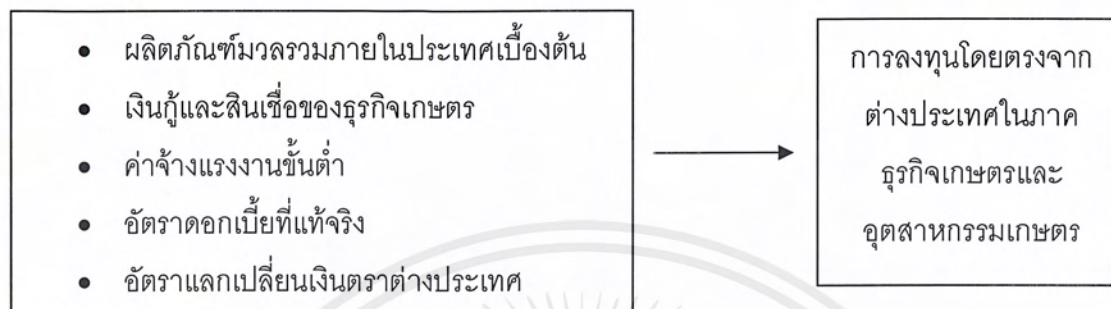 • ผลิตภัณฑ์มวลรวมภายในประเทศเบื้องต้น
• เงินกู้และสินเชื่อของธุรกิจเกษตร
• ค่าจ้างแรงงานขั้นต่ำ
• อัตราดอกเบี้ยที่แท้จริง
• อัตราแลกเปลี่ยนเงินตราต่างประเทศ
การลงทุนโดยตรงจาก
ต่างประเทศในภาค
ธุรกิจเกษตรและ
อุตสาหกรรมเกษตร